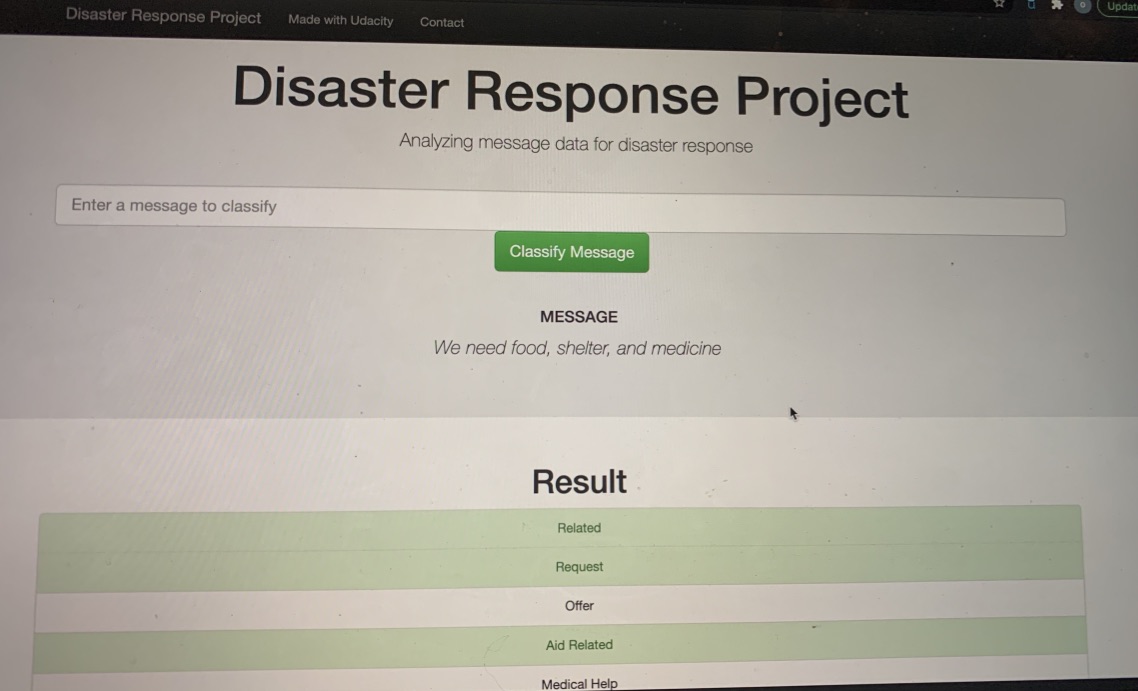 Disaster Response Project Made with Udacity Contact
Disaster Response Project
Analyzing message data for disaster response
Enter a message to classify
Classify Message
MESSAGE
We need food, shelter, and medicine
Result
Related
Request
Offer
Aid Related
Medical Help